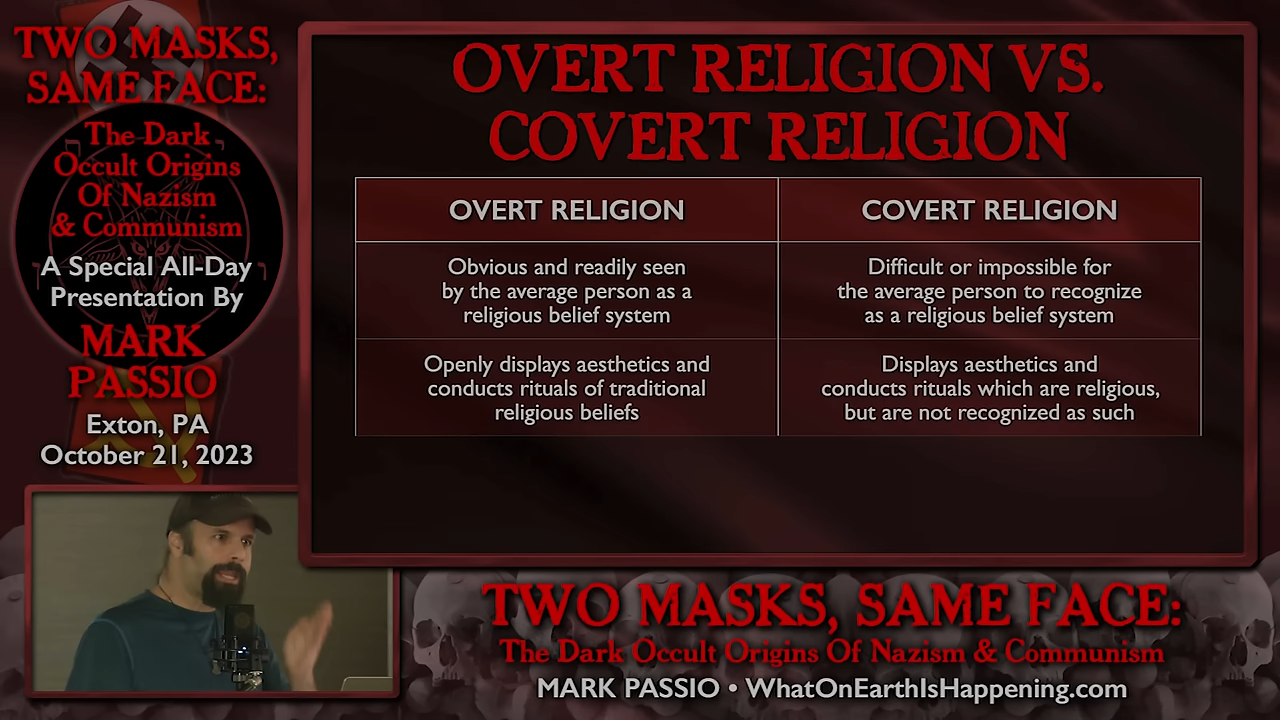 TWO MASKS,
SAME FACE:
The Dark
Occult Origins
Of Nazism
& Communism
A Special All-Day
Presentation By
MARK
PASSIO
Exton, PA
October 21, 2023
OVERT RELIGION VS.
COVERT RELIGION
OVERT RELIGION
COVERT RELIGION
Obvious and readily seen
by the average person as a
religious belief system
Difficult or impossible for
the average person to recognize
as a religious belief system
Openly displays aesthetics and
conducts rituals of traditional
religious beliefs
Displays aesthetics and
conducts rituals which are religious,
but are not recognized as such
TWO MASKS, SAME FACE:
The Dark Occult Origins Of Nazism & Communism
MARK PASSIO • WhatOnEarthIsHappening.com